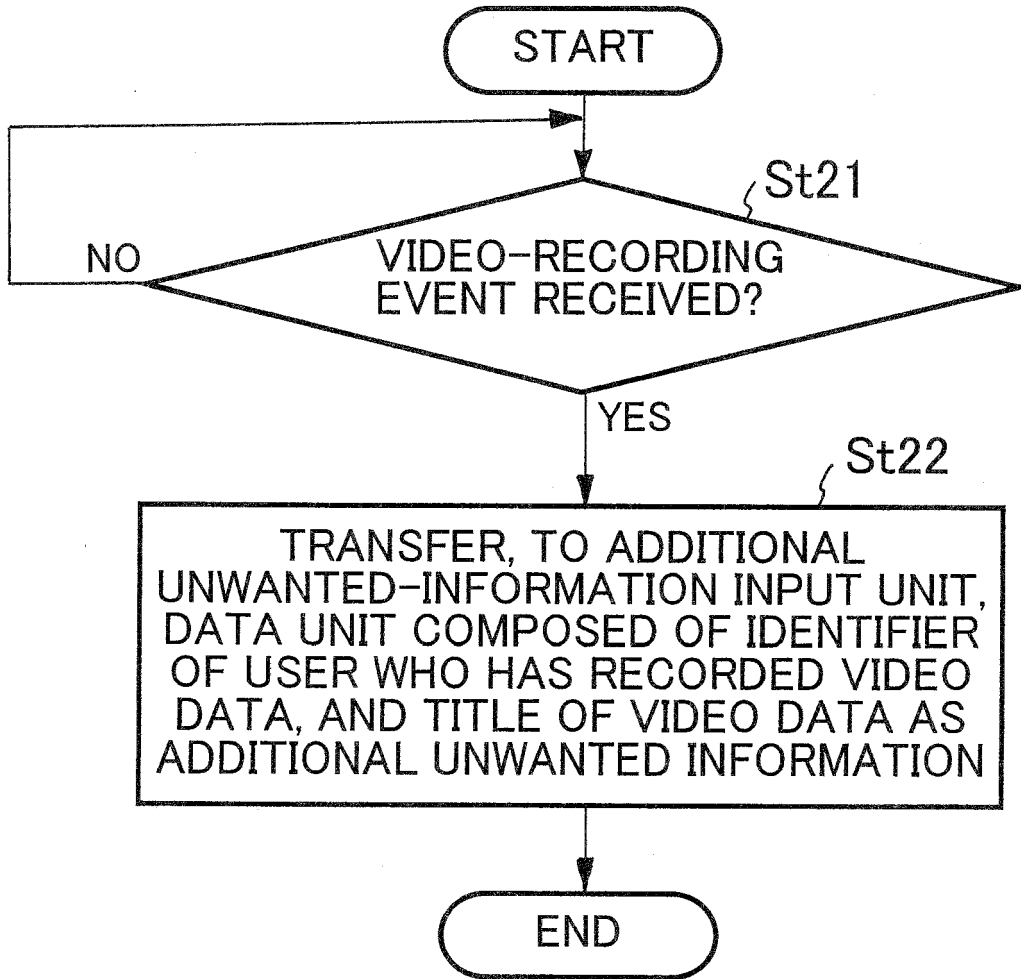 START
St21
VIDEO-RECORDING
EVENT RECEIVED?
NO
YES
St22
TRANSFER, TO ADDITIONAL
UNWANTED-INFORMATION INPUT UNIT,
DATA UNIT COMPOSED OF IDENTIFIER
OF USER WHO HAS RECORDED VIDEO
DATA, AND TITLE OF VIDEO DATA AS
ADDITIONAL UNWANTED INFORMATION
END